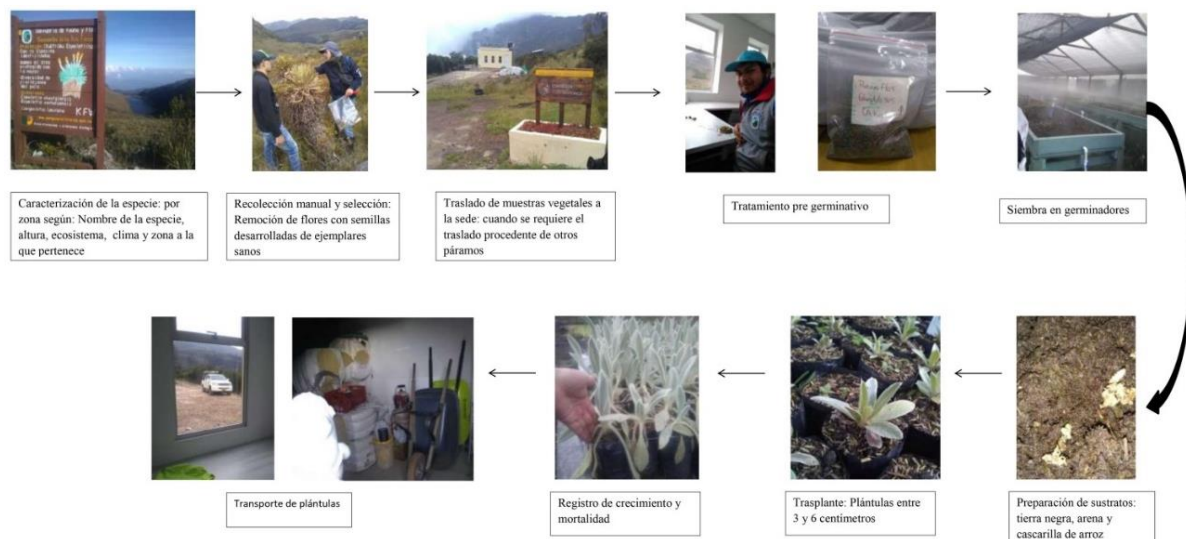 KFW
Caracterización de la especie: por
zona según: Nombre de la especie,
altura, ecosistema, clima y zona a la
que pertenece
Recolección manual y selección:
Remoción de flores con semillas
desarrolladas de ejemplares
sanos
Traslado de muestras vegetales a
la sede: cuando se requiere el
traslado procedente de otros
páramos
Tratamiento pre germinativo
Siembra en germinadores
Transporte de plántulas
Registro de crecimiento y
mortalidad
Trasplante: Plántulas entre
3 y 6 centímetros
Preparación de sustratos:
tierra negra, arena y
cascarilla de arroz